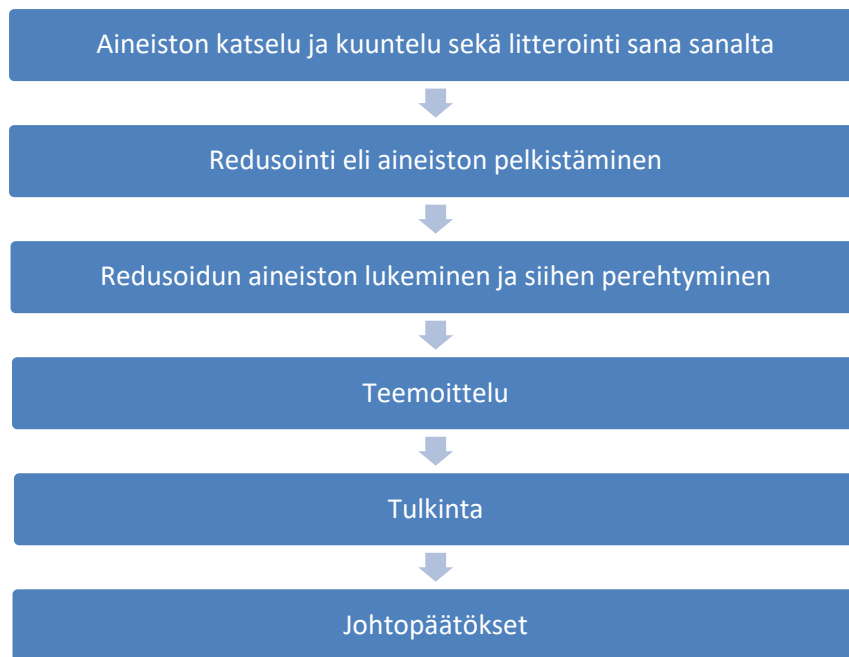 Aineiston katselu ja kuuntelu sekä litterointi sana sanalta
Redusointi eli aineiston pelkistäminen
Redusoidun aineiston lukeminen ja siihen perehtyminen
Teemoittelu
Tulkinta
Johtopäätökset